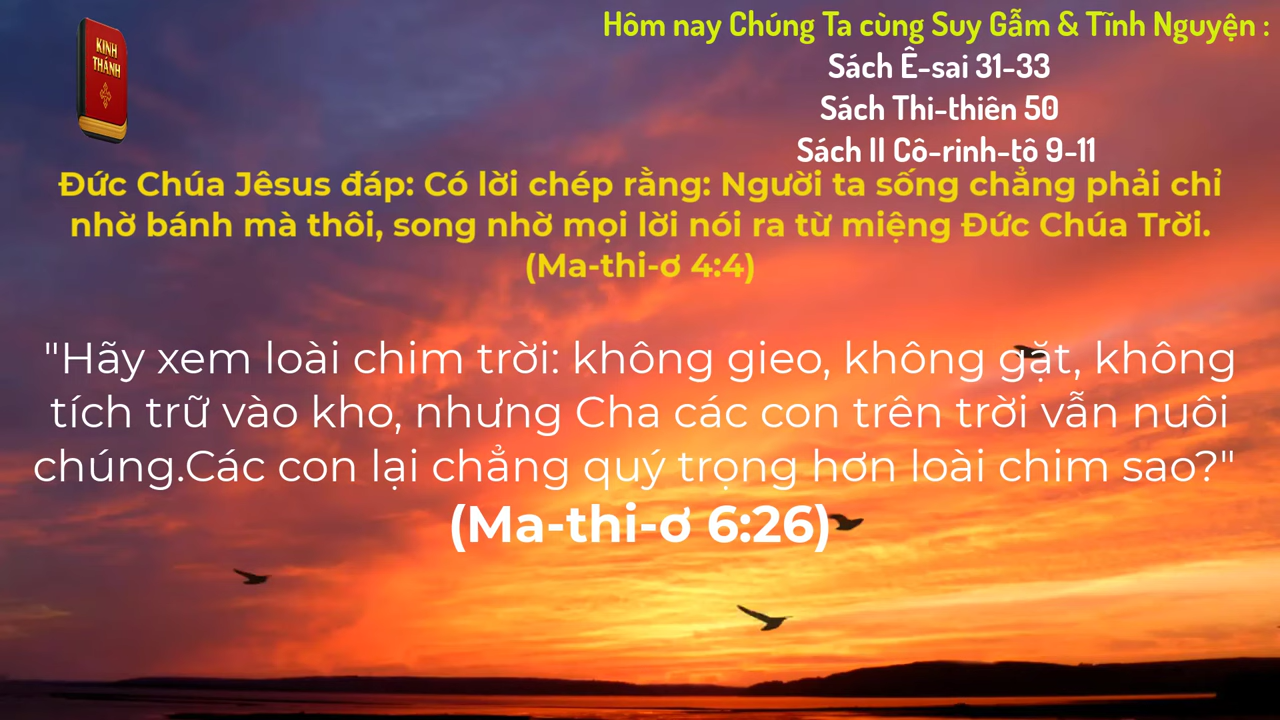 KINH
THÁNH
Hôm nay Chúng Ta cùng Suy Gẫm & Tĩnh Nguyện :
Sách Ê-sai 31-33
Sách Thi-thiên 50
Sách II Cô-rinh-tô 9-11
Đức Chúa Jêsus đáp: Có lời chép rằng: Người ta sống chẳng phải chỉ
nhờ bánh mà thôi, song nhờ mọi lời nói ra từ miệng Đức Chúa Trời.
(Ma-thi-ơ 4:4)
"Hãy xem loài chim trời: không gieo, không gặt, không
tích trữ vào kho, nhưng Cha các con trên trời vẫn nuôi
chúng.Các con lại chẳng quý trọng hơn loài chim sao?"
(Ma-thi-ơ 6:26)